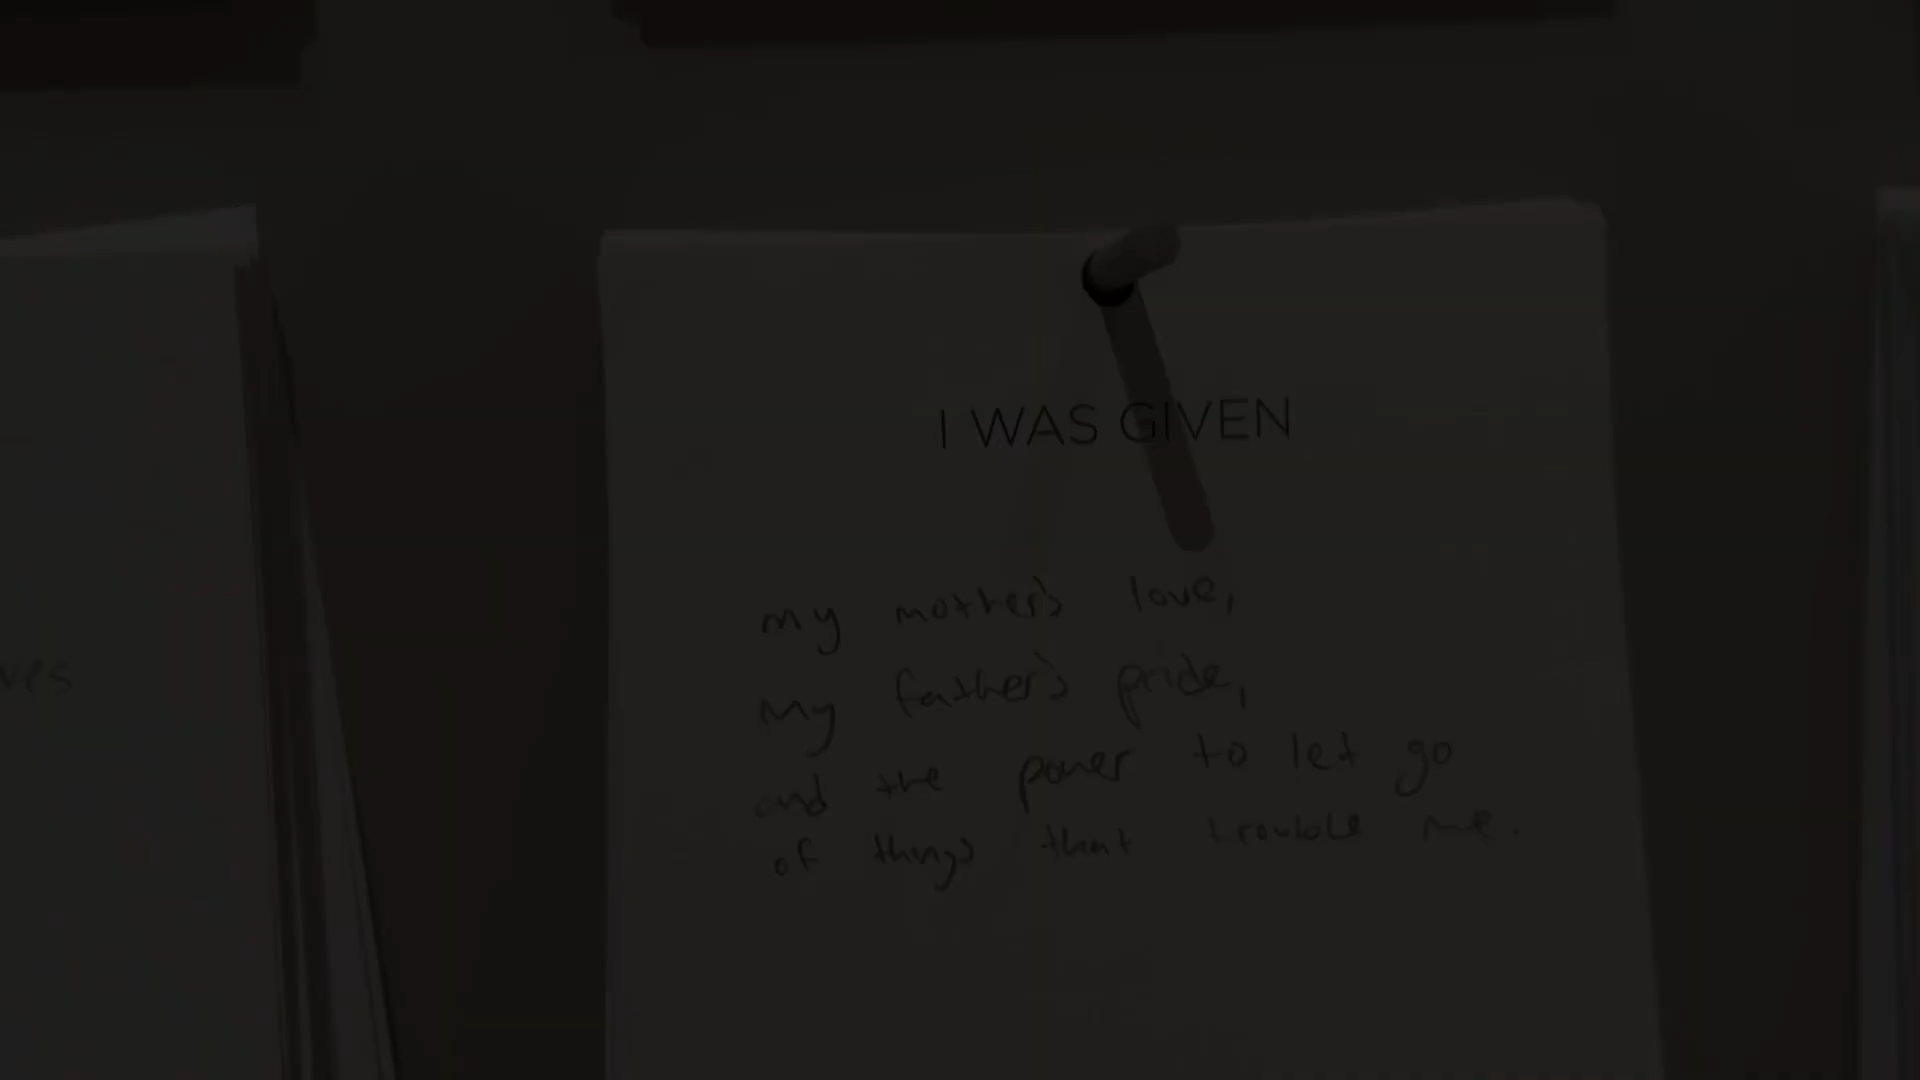 I WAS GIVEN
my mother's love,
my father's pride,
and the power to let go
of things that trouble me.